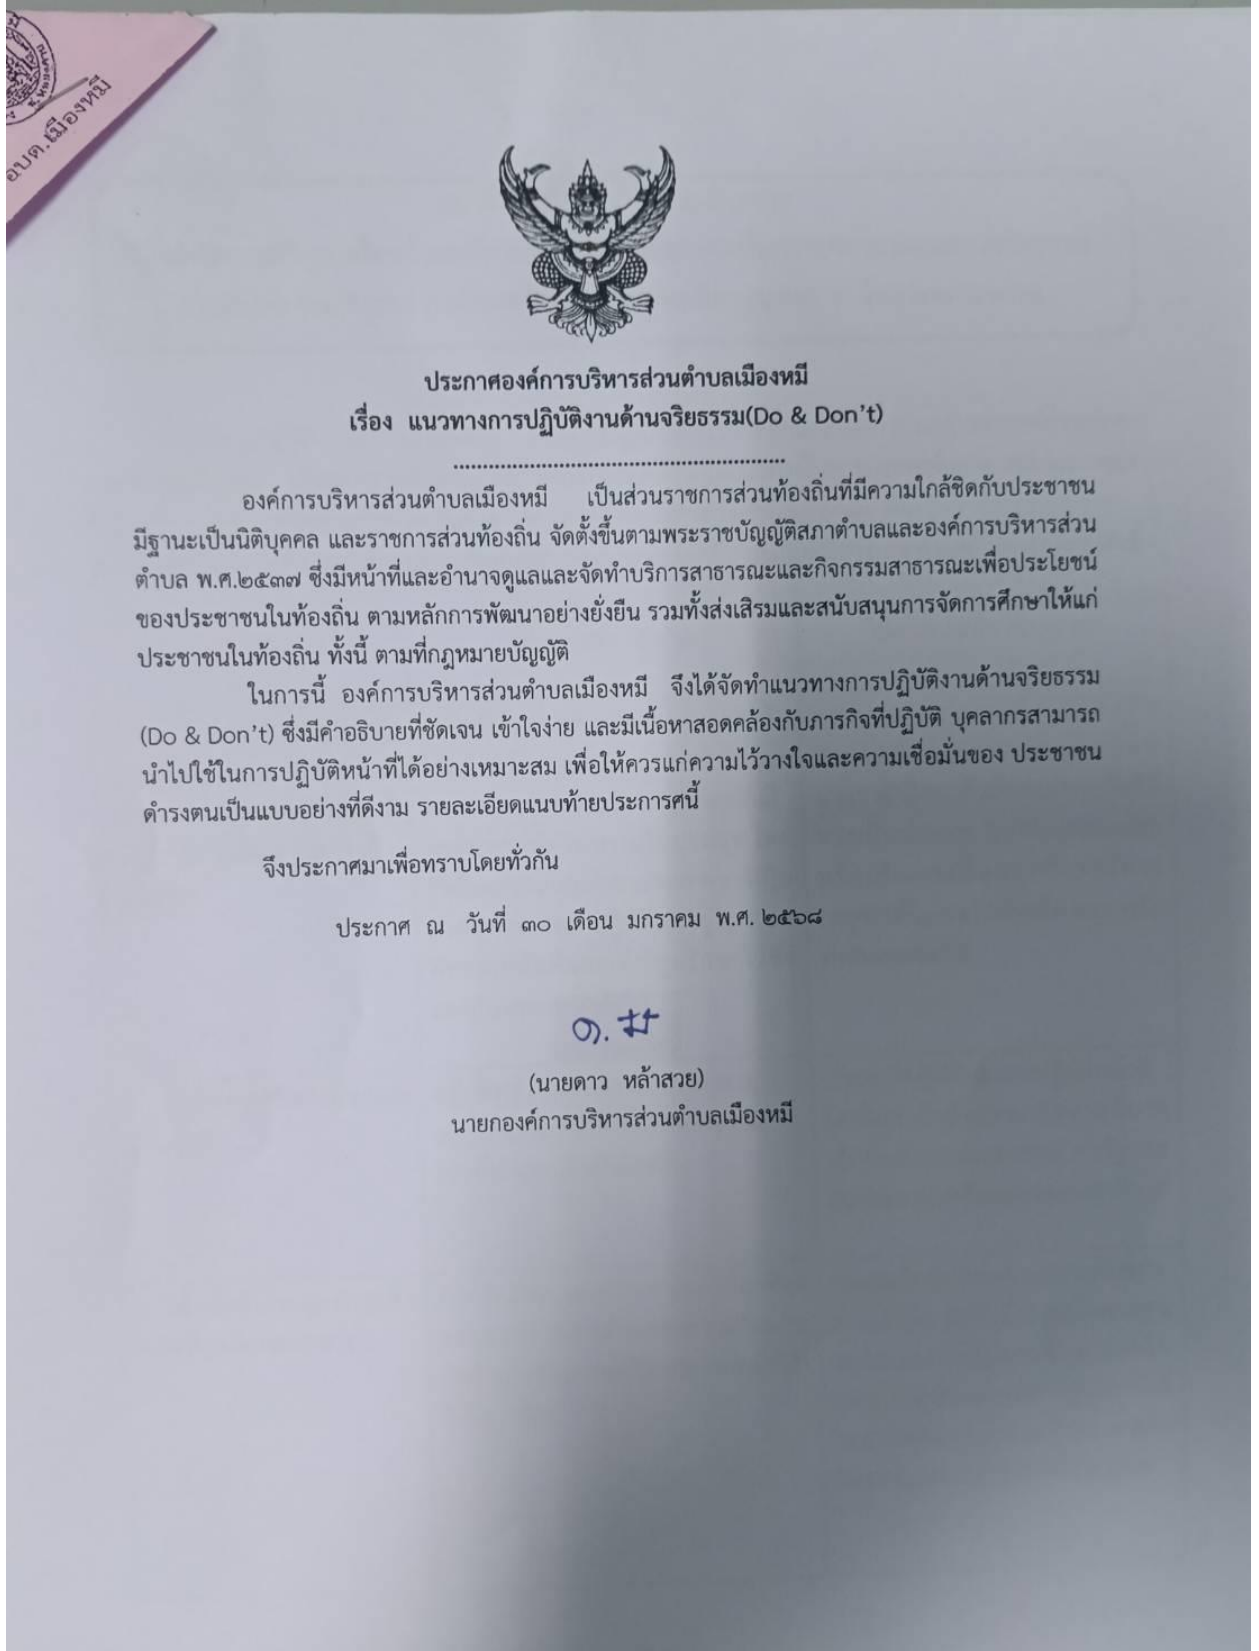 อบต.เมืองหมี
ประกาศองค์การบริหารส่วนตำบลเมืองหมี
เรื่อง แนวทางการปฏิบัติงานด้านจริยธรรม(Do & Don't)
องค์การบริหารส่วนตำบลเมืองหมี เป็นส่วนราชการส่วนท้องถิ่นที่มีความใกล้ชิดกับประชาชน
มีฐานะเป็นนิติบุคคล และราชการส่วนท้องถิ่น จัดตั้งขึ้นตามพระราชบัญญัติสภาตำบลและองค์การบริหารส่วน
ตำบล พ.ศ.๒๕๓๗ ซึ่งมีหน้าที่และอำนาจดูแลและจัดทำบริการสาธารณะและกิจกรรมสาธารณะเพื่อประโยชน์
ของประชาชนในท้องถิ่น ตามหลักการพัฒนาอย่างยั่งยืน รวมทั้งส่งเสิรมและสนับสนุนการจัดการศึกษาให้แก่
ประชาชนในท้องถิ่น ทั้งนี้ ตามที่กฎหมายบัญญัติ
ในการนี้ องค์การบริหารส่วนตำบลเมืองหมี จึงได้จัดทำแนวทางการปฏิบัติงานด้านจริยธรรม
(Do & Don't) ซึ่งมีคำอธิบายที่ชัดเจน เข้าใจง่าย และมีเนื้อหาสอดคล้องกับภารกิจที่ปฏิบัติ บุคลากรสามารถ
นำไปใช้ในการปฏิบัติหน้าที่ได้อย่างเหมาะสม เพื่อให้ควรแก่ความไว้วางใจและความเชื่อมั่นของ ประชาชน
ดำรงตนเป็นแบบอย่างที่ดีงาม รายละเอียดแนบท้ายประการศนี้
จึงประกาศมาเพื่อทราบโดยทั่วกัน
ประกาศ ณ วันที่ ๓๐ เดือน มกราคม พ.ศ. ๒๕๖๘
(นายดาว หล้าสวย)
นายกองค์การบริหารส่วนตำบลเมืองหมี